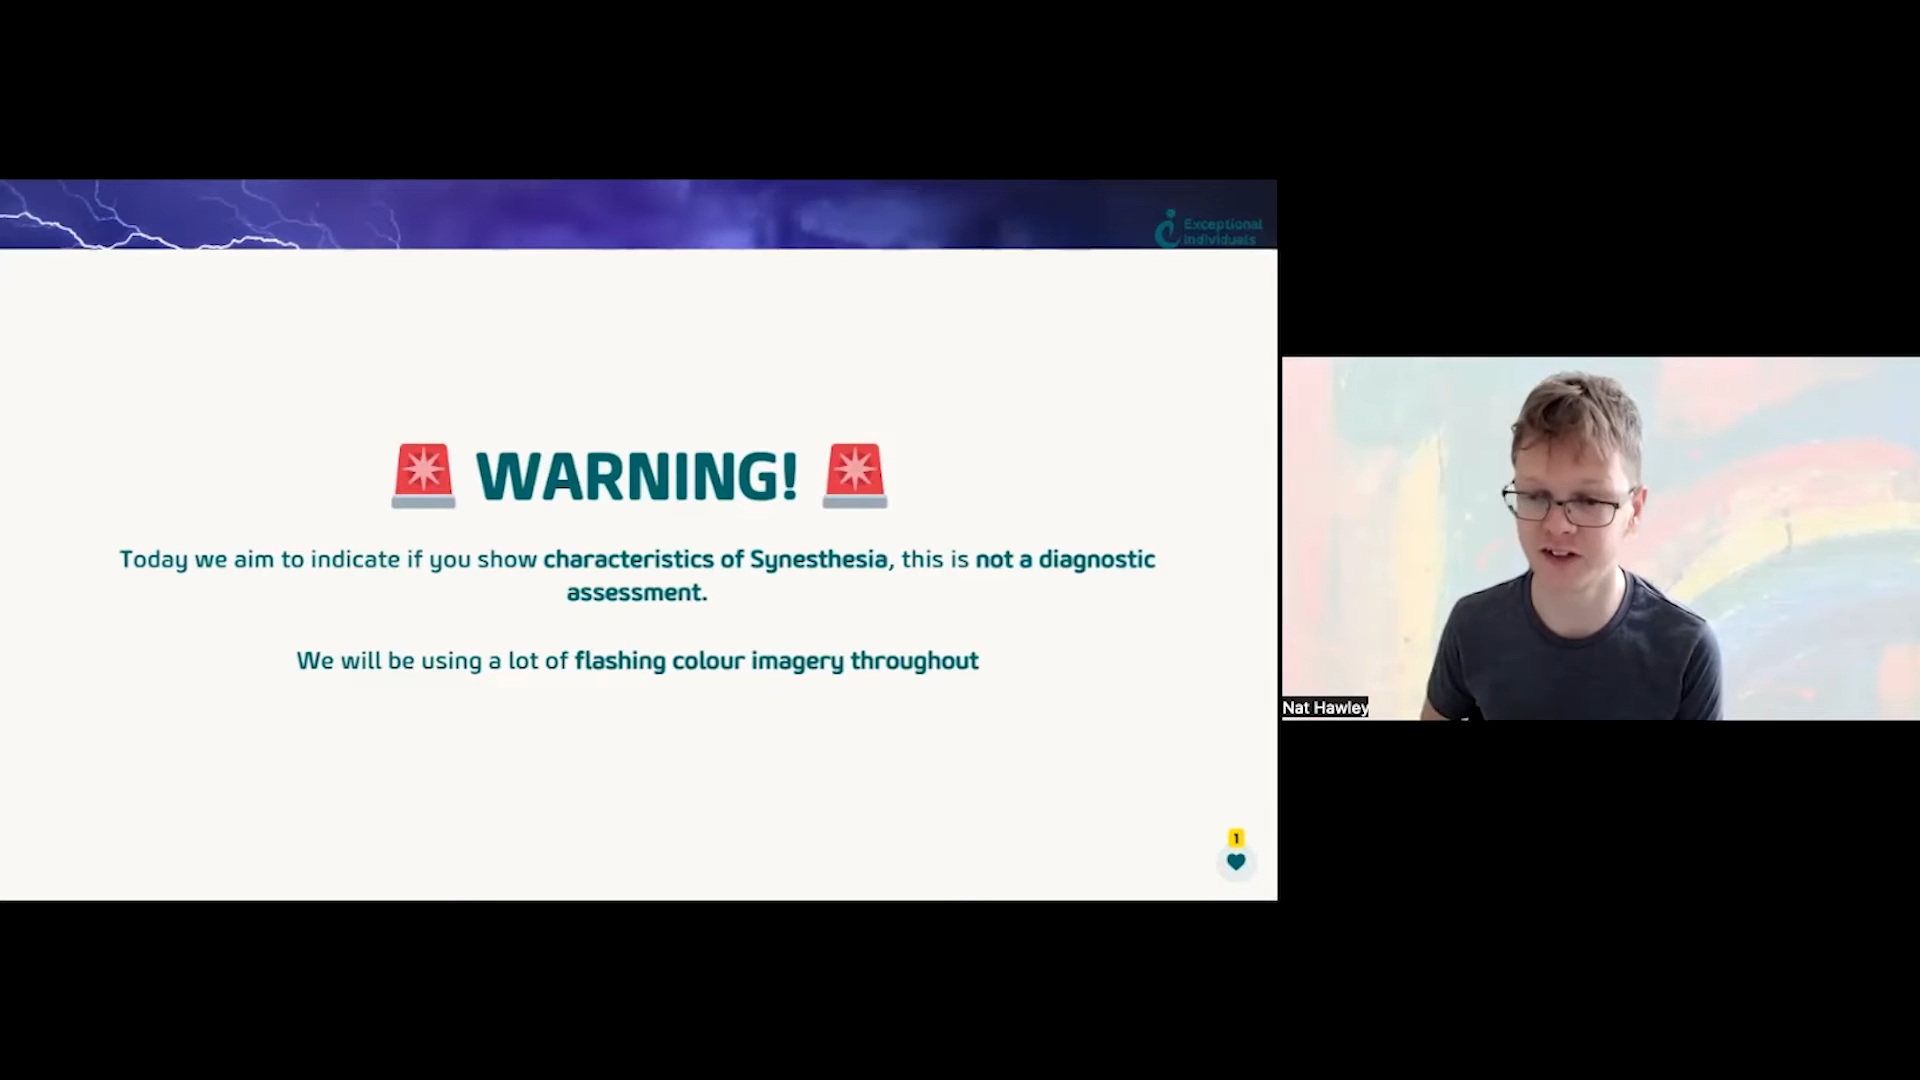 Exceptional
Individuals
WARNING!
Today we aim to indicate if you show characteristics of Synesthesia, this is not a diagnostic
assessment.
We will be using a lot of flashing colour imagery throughout
1
Nat Hawley